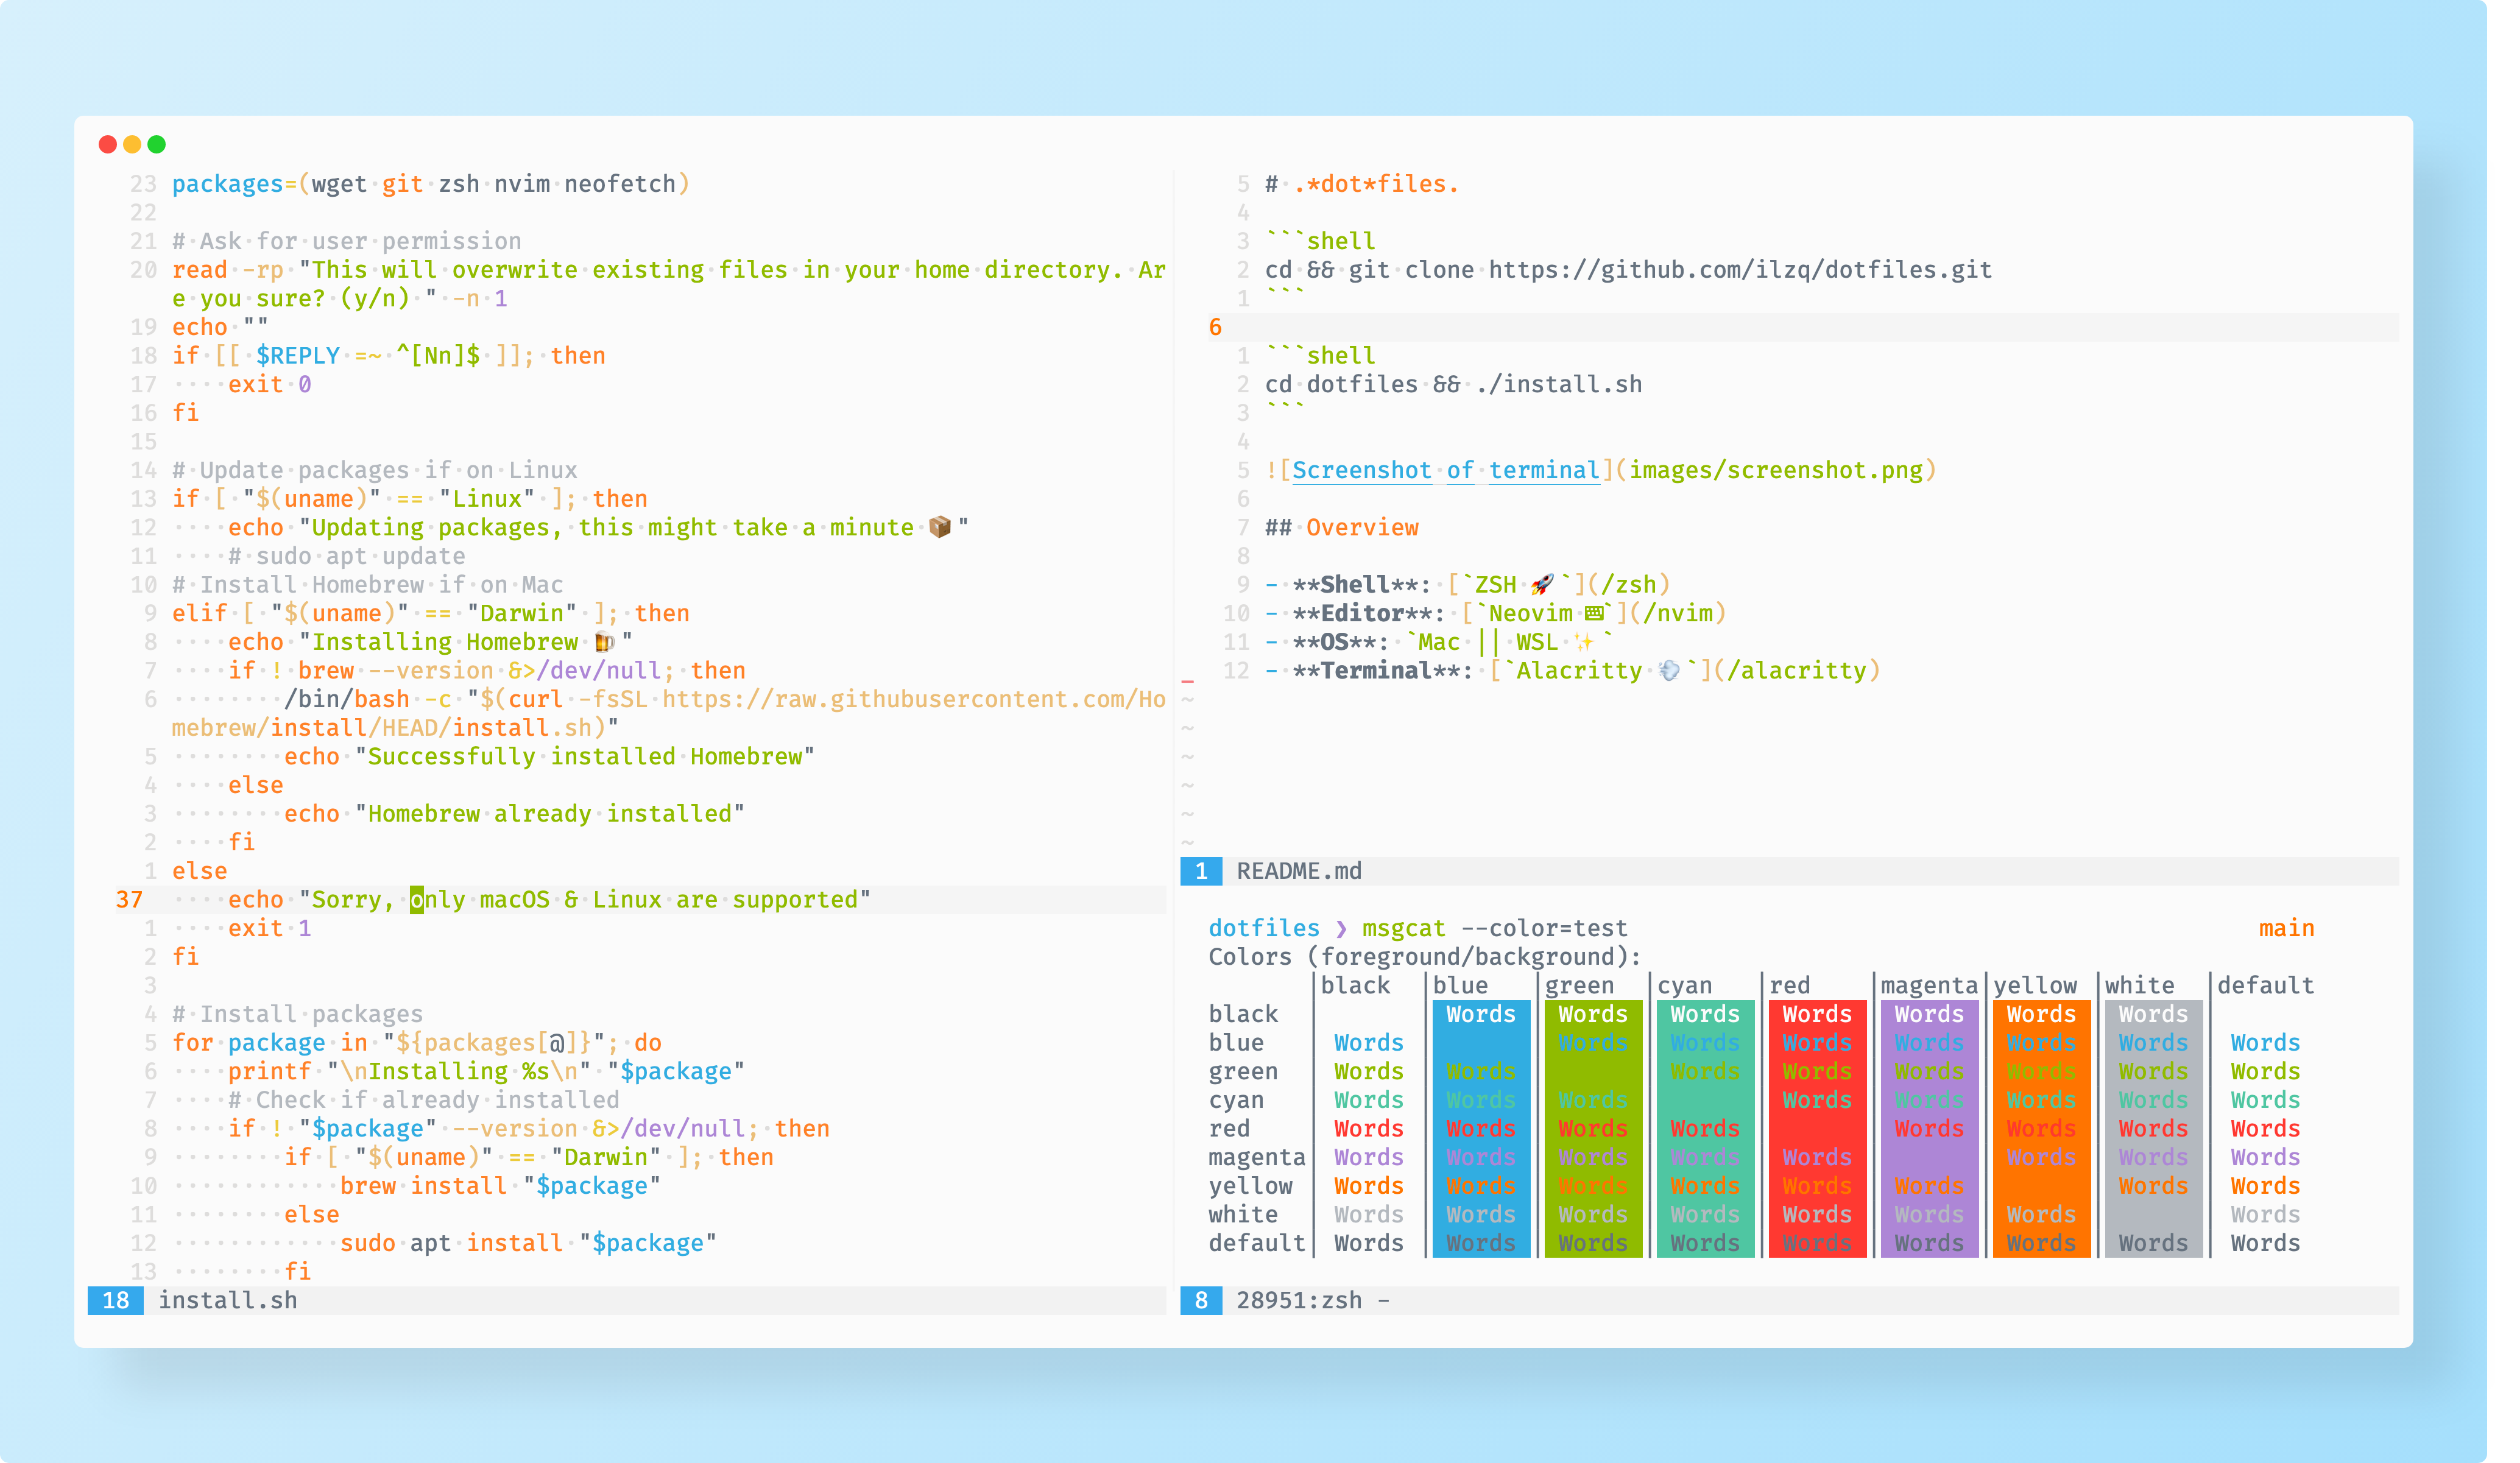 23 packages=(wget git zsh nvim neofetch)
22
21 # Ask for user permission
20 read -rp "This will overwrite existing files in your home directory. Ar
e you sure? (y/n) " -n 1
19 echo ""
18 if [[ $REPLY =~ ^[Nn]$ ]]; then
17 ····exit 0
16 fi
15
14 # Update packages if on Linux
13 if [ "$(uname)" == "Linux" ]; then
12 ····echo "Updating packages, this might take a minute 📦"
11 ····# sudo apt update
10 # Install Homebrew if on Mac
9 elif [ "$(uname)" == "Darwin" ]; then
8 ····echo "Installing Homebrew 🍺"
7 ····if ! brew --version &>/dev/null; then
6 ········/bin/bash -c "$(curl -fsSL https://raw.githubusercontent.com/Ho
mebrew/install/HEAD/install.sh)"
5 ········echo "Successfully installed Homebrew"
4 ····else
3 ········echo "Homebrew already installed"
2 ····fi
1 else
37 ····echo "Sorry, only macOS & Linux are supported"
1 ····exit 1
2 fi
3
4 # Install packages
5 for package in "${packages[@]}"; do
6 ····printf "\nInstalling %s\n" "$package"
7 ····# Check if already installed
8 ····if ! "$package" --version &>/dev/null; then
9 ········if [ "$(uname)" == "Darwin" ]; then
10 ············brew install "$package"
11 ········else
12 ············sudo apt install "$package"
13 ········fi
18 install.sh
5 # .*dot*files.
4
3 ```shell
2 cd && git clone https://github.com/ilzq/dotfiles.git
1 ```
6
1 ```shell
2 cd dotfiles && ./install.sh
3 ```
4
5 ![Screenshot of terminal](images/screenshot.png)
6
7 ## Overview
8
9 - **Shell**: [`ZSH 🚀`](/zsh)
10 - **Editor**: [`Neovim ⌨`](/nvim)
11 - **OS**: `Mac || WSL ✨`
12 - **Terminal**: [`Alacritty 💨`](/alacritty)
~
~
~
~
~
~
1 README.md
dotfiles ❯ msgcat --color=test main
Colors (foreground/background):
|black |blue |green |cyan |red |magenta|yellow |white |default
black | | Words | Words | Words | Words | Words | Words | Words |
blue | Words | | Words | Words | Words | Words | Words | Words | Words
green | Words | Words | | Words | Words | Words | Words | Words | Words
cyan | Words | Words | Words | | Words | Words | Words | Words | Words
red | Words | Words | Words | Words | | Words | Words | Words | Words
magenta| Words | Words | Words | Words | Words | | Words | Words | Words
yellow | Words | Words | Words | Words | Words | Words | | Words | Words
white | Words | Words | Words | Words | Words | Words | Words | | Words
default| Words | Words | Words | Words | Words | Words | Words | Words | Words
8 28951:zsh -